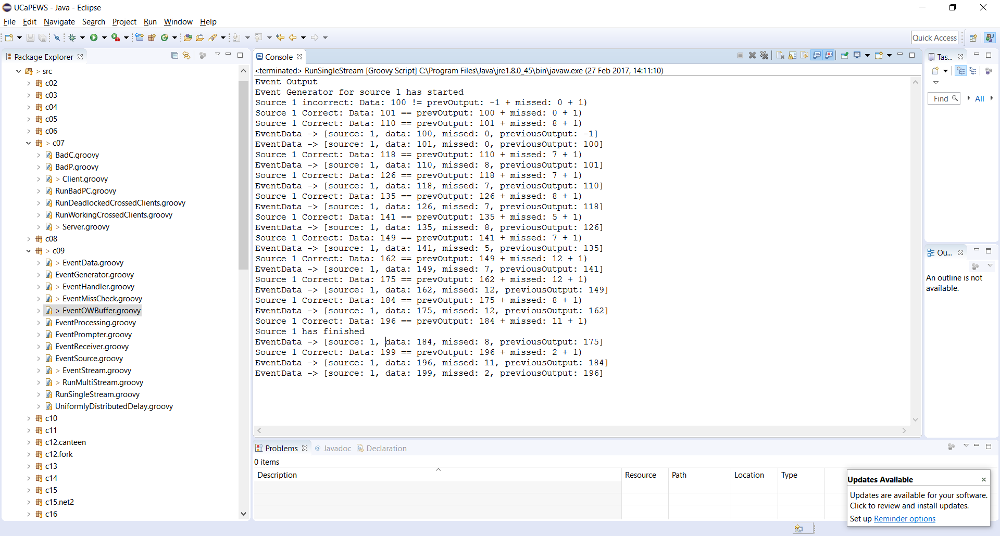 UCaPEWS - Java - Eclipse
File Edit Navigate Search Project Run Window Help
Quick Access
Package Explorer
> src
c02
c03
c04
c05
c06
> c07
BadC.groovy
BadP.groovy
> Client.groovy
RunBadPC.groovy
RunDeadlockedCrossedClients.groovy
RunWorkingCrossedClients.groovy
> Server.groovy
c08
> c09
> EventData.groovy
EventGenerator.groovy
> EventHandler.groovy
> EventMissCheck.groovy
> EventOWBuffer.groovy
EventProcessing.groovy
EventPrompter.groovy
EventReceiver.groovy
EventSource.groovy
> EventStream.groovy
> RunMultiStream.groovy
RunSingleStream.groovy
UniformlyDistributedDelay.groovy
c10
c11
c12.canteen
c12.fork
c13
c14
c15
c15.net2
c16
Console
<terminated> RunSingleStream [Groovy Script] C:\Program Files\Java\jre1.8.0_45\bin\javaw.exe (27 Feb 2017, 14:11:10)
Event Output
Event Generator for source 1 has started
Source 1 incorrect: Data: 100 != prevOutput: -1 + missed: 0 + 1)
Source 1 Correct: Data: 101 == prevOutput: 100 + missed: 0 + 1)
Source 1 Correct: Data: 110 == prevOutput: 101 + missed: 8 + 1)
EventData -> [source: 1, data: 100, missed: 0, previousOutput: -1]
EventData -> [source: 1, data: 101, missed: 0, previousOutput: 100]
Source 1 Correct: Data: 118 == prevOutput: 110 + missed: 7 + 1)
EventData -> [source: 1, data: 110, missed: 8, previousOutput: 101]
Source 1 Correct: Data: 126 == prevOutput: 118 + missed: 7 + 1)
EventData -> [source: 1, data: 118, missed: 7, previousOutput: 110]
Source 1 Correct: Data: 135 == prevOutput: 126 + missed: 8 + 1)
EventData -> [source: 1, data: 126, missed: 7, previousOutput: 118]
Source 1 Correct: Data: 141 == prevOutput: 135 + missed: 5 + 1)
EventData -> [source: 1, data: 135, missed: 8, previousOutput: 126]
Source 1 Correct: Data: 149 == prevOutput: 141 + missed: 7 + 1)
EventData -> [source: 1, data: 141, missed: 5, previousOutput: 135]
Source 1 Correct: Data: 162 == prevOutput: 149 + missed: 12 + 1)
EventData -> [source: 1, data: 149, missed: 7, previousOutput: 141]
Source 1 Correct: Data: 175 == prevOutput: 162 + missed: 12 + 1)
EventData -> [source: 1, data: 162, missed: 12, previousOutput: 149]
Source 1 Correct: Data: 184 == prevOutput: 175 + missed: 8 + 1)
EventData -> [source: 1, data: 175, missed: 12, previousOutput: 162]
Source 1 Correct: Data: 196 == prevOutput: 184 + missed: 11 + 1)
Source 1 has finished
EventData -> [source: 1, data: 184, missed: 8, previousOutput: 175]
Source 1 Correct: Data: 199 == prevOutput: 196 + missed: 2 + 1)
EventData -> [source: 1, data: 196, missed: 11, previousOutput: 184]
EventData -> [source: 1, data: 199, missed: 2, previousOutput: 196]
Tas...
Find All
Ou...
An outline is not
available.
Problems @ Javadoc Declaration
0 items
Description Resource Path Location Type
Updates Available
Updates are available for your software.
Click to review and install updates.
Set up Reminder options